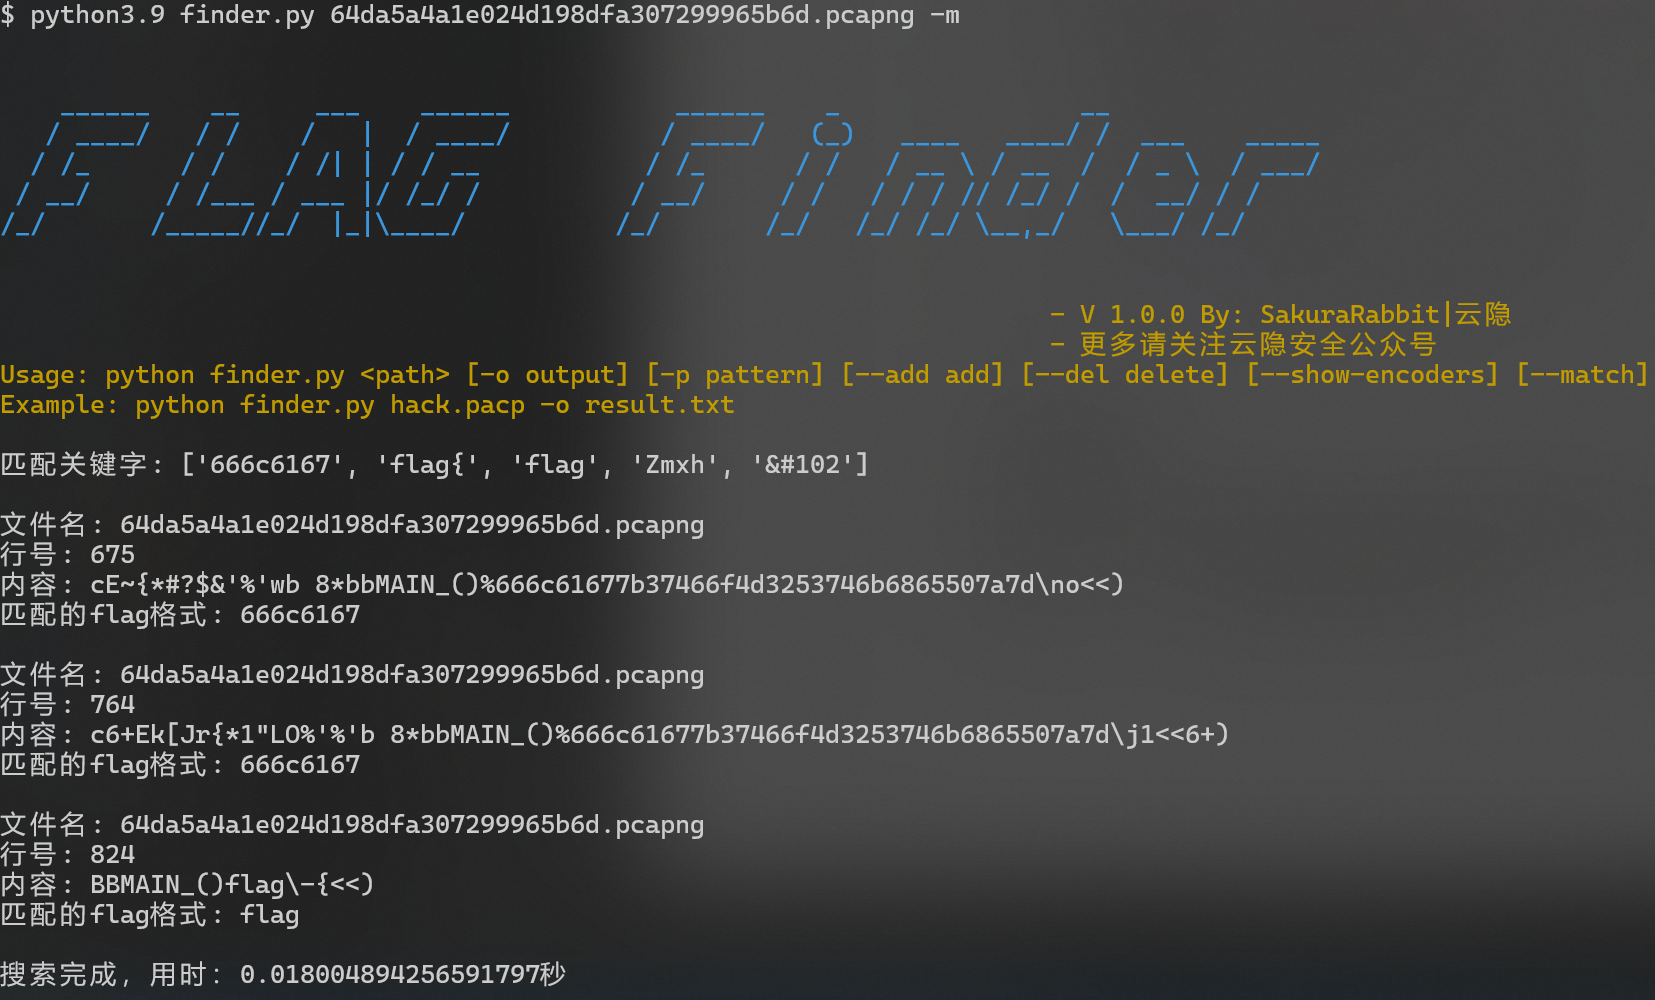 $ python3.9 finder.py 64da5a4a1e024d198dfa307299965b6d.pcapng -m
FLAG Finder
- V 1.0.0 By: SakuraRabbit|云隐
- 更多请关注云隐安全公众号
Usage: python finder.py <path> [-o output] [-p pattern] [--add add] [--del delete] [--show-encoders] [--match]
Example: python finder.py hack.pacp -o result.txt
匹配关键字: ['666c6167', 'flag{', 'flag', 'Zmxh', '&#102']
文件名: 64da5a4a1e024d198dfa307299965b6d.pcapng
行号: 675
内容: cE~{*#?$&'%'wb 8*bbMAIN_()%666c61677b37466f4d3253746b6865507a7d\no<<)
匹配的flag格式: 666c6167
文件名: 64da5a4a1e024d198dfa307299965b6d.pcapng
行号: 764
内容: c6+Ek[Jr{*1"LO%'%'b 8*bbMAIN_()%666c61677b37466f4d3253746b6865507a7d\j1<<6+)
匹配的flag格式: 666c6167
文件名: 64da5a4a1e024d198dfa307299965b6d.pcapng
行号: 824
内容: BBMAIN_()flag\-{<<)
匹配的flag格式: flag
搜索完成, 用时: 0.018004894256591797秒